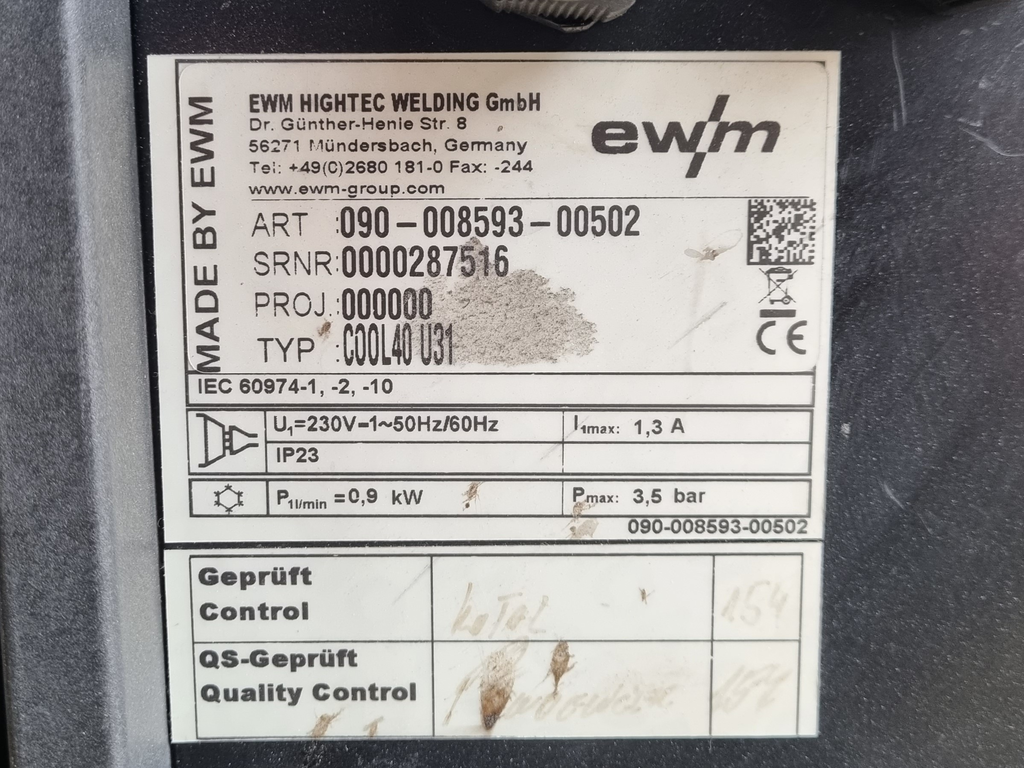 MADE BY EWM
EWM HIGHTEC WELDING GmbH
Dr. Günther-Henle Str. 8
56271 Mündersbach, Germany
Tel: +49(0)2680 181-0 Fax: -244
www.ewm-group.com
ewm
ART :090-008593-00502
SRNR:0000287516
PROJ.:000000
TYP :COOL40 U31
CE
IEC 60974-1, -2, -10
U₁=230V-1~50Hz/60Hz I₁max: 1,3 A
IP23
P1l/min =0,9 kW Pmax: 3,5 bar
090-008593-00502
Geprüft
Control 154
QS-Geprüft
Quality Control